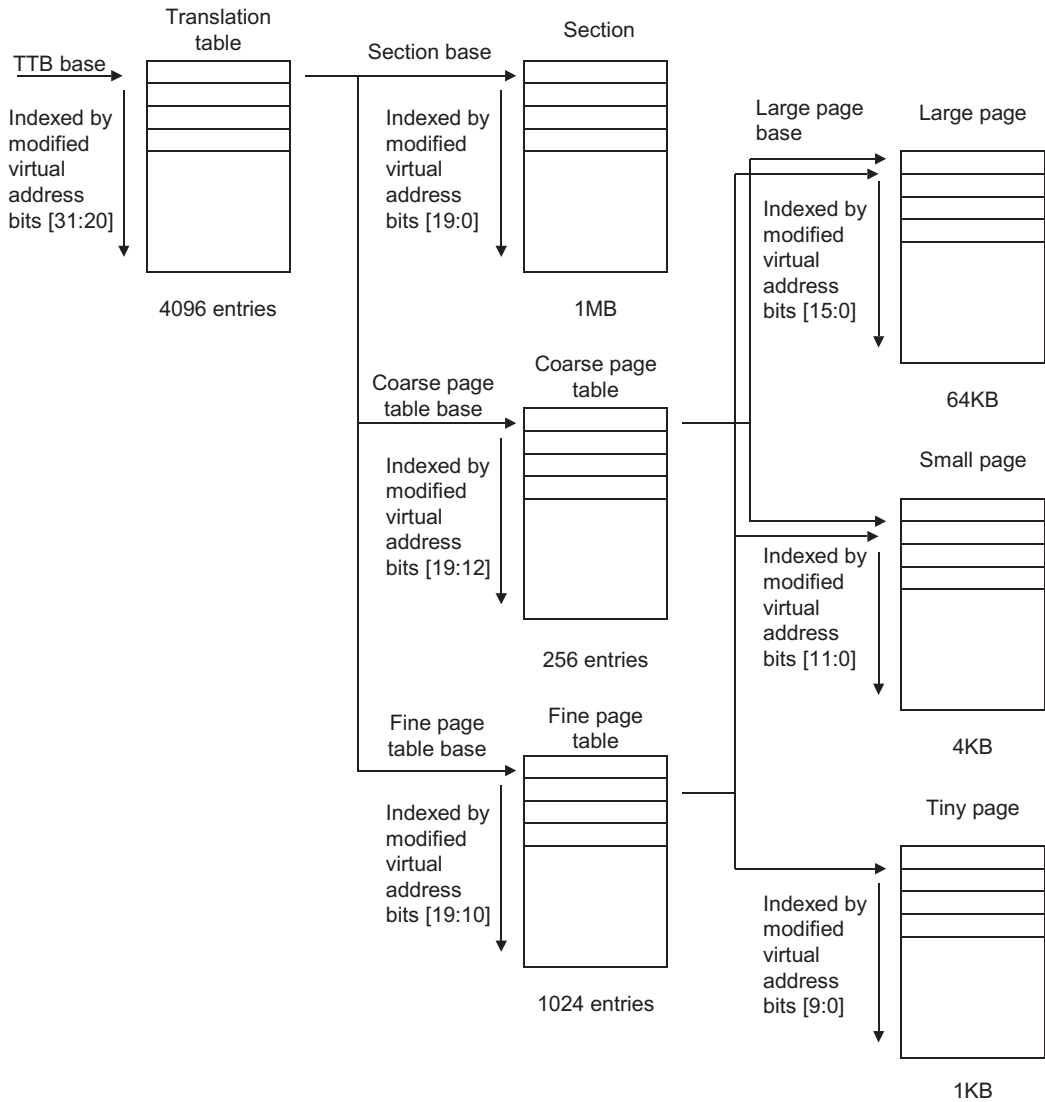 Translation
table
TTB base
Indexed by
modified
virtual
address
bits [31:20]
4096 entries
Section base
Section
Indexed by
modified
virtual
address
bits [19:0]
1MB
Coarse page
table base
Coarse page
table
Indexed by
modified
virtual
address
bits [19:12]
256 entries
Fine page
table base
Fine page
table
Indexed by
modified
virtual
address
bits [19:10]
1024 entries
Large page
base
Large page
Indexed by
modified
virtual
address
bits [15:0]
64KB
Small page
Indexed by
modified
virtual
address
bits [11:0]
4KB
Tiny page
Indexed by
modified
virtual
address
bits [9:0]
1KB